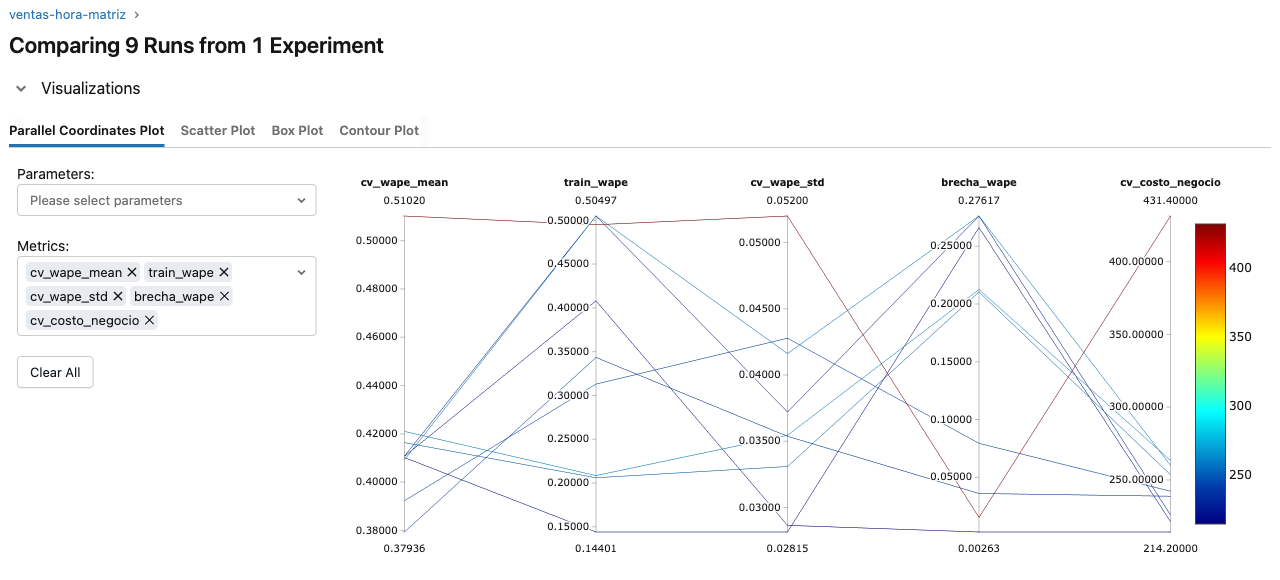 ventas-hora-matriz
Comparing 9 Runs from 1 Experiment
Visualizations
Parallel Coordinates Plot Scatter Plot Box Plot Contour Plot
Parameters:
Please select parameters
Metrics:
cv_wape_mean train_wape
cv_wape_std brecha_wape
cv_costo_negocio
Clear All
cv_wape_mean
0.51020
0.50000
0.48000
0.46000
0.44000
0.42000
0.40000
0.38000
0.37936
train_wape
0.50497
0.50000
0.45000
0.40000
0.35000
0.30000
0.25000
0.20000
0.15000
0.14401
cv_wape_std
0.05200
0.05000
0.04500
0.04000
0.03500
0.03000
0.02815
brecha_wape
0.27617
0.25000
0.20000
0.15000
0.10000
0.05000
0.00263
cv_costo_negocio
431.40000
400.00000
350.00000
300.00000
250.00000
214.20000
400
350
300
250